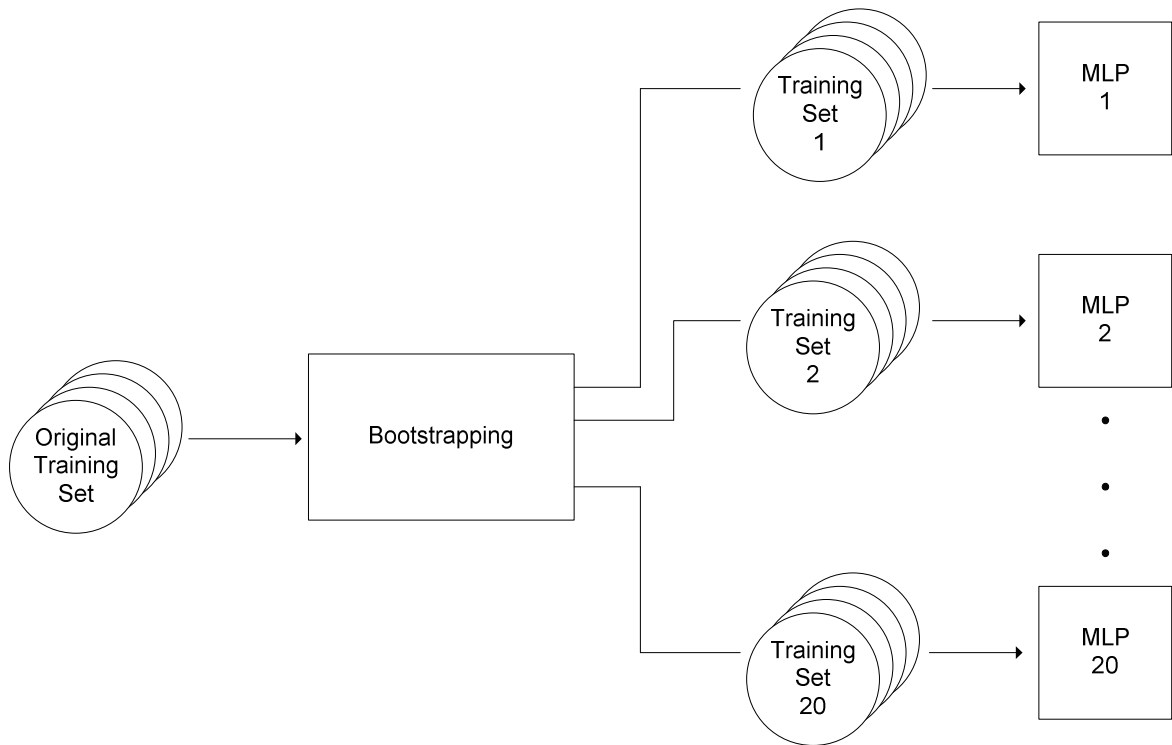 Original
Training
Set
Bootstrapping
Training
Set
1
MLP
1
Training
Set
2
MLP
2
Training
Set
20
MLP
20